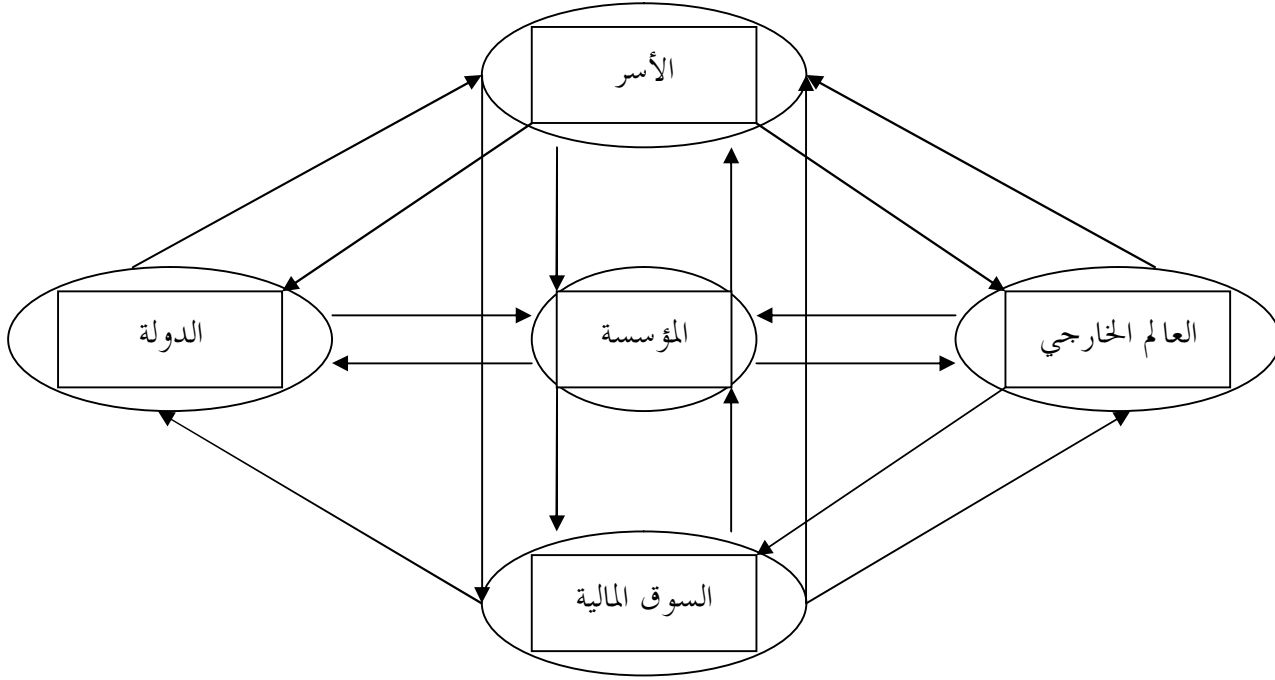 الأسر
الدولة
المؤسسة
العالم الخارجي
السوق المالية